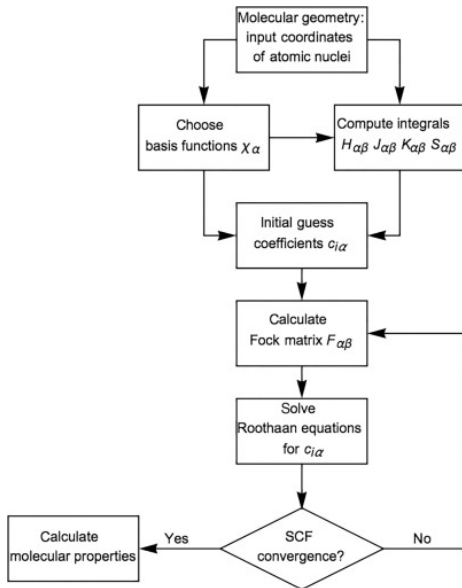 Molecular geometry:
input coordinates
of atomic nuclei
Choose
basis functions χα
Compute integrals
Hαβ Jαβ Kαβ Sαβ
Initial guess
coefficients ciα
Calculate
Fock matrix Fαβ
Solve
Roothaan equations
for ciα
SCF
convergence?
Yes
No
Calculate
molecular properties